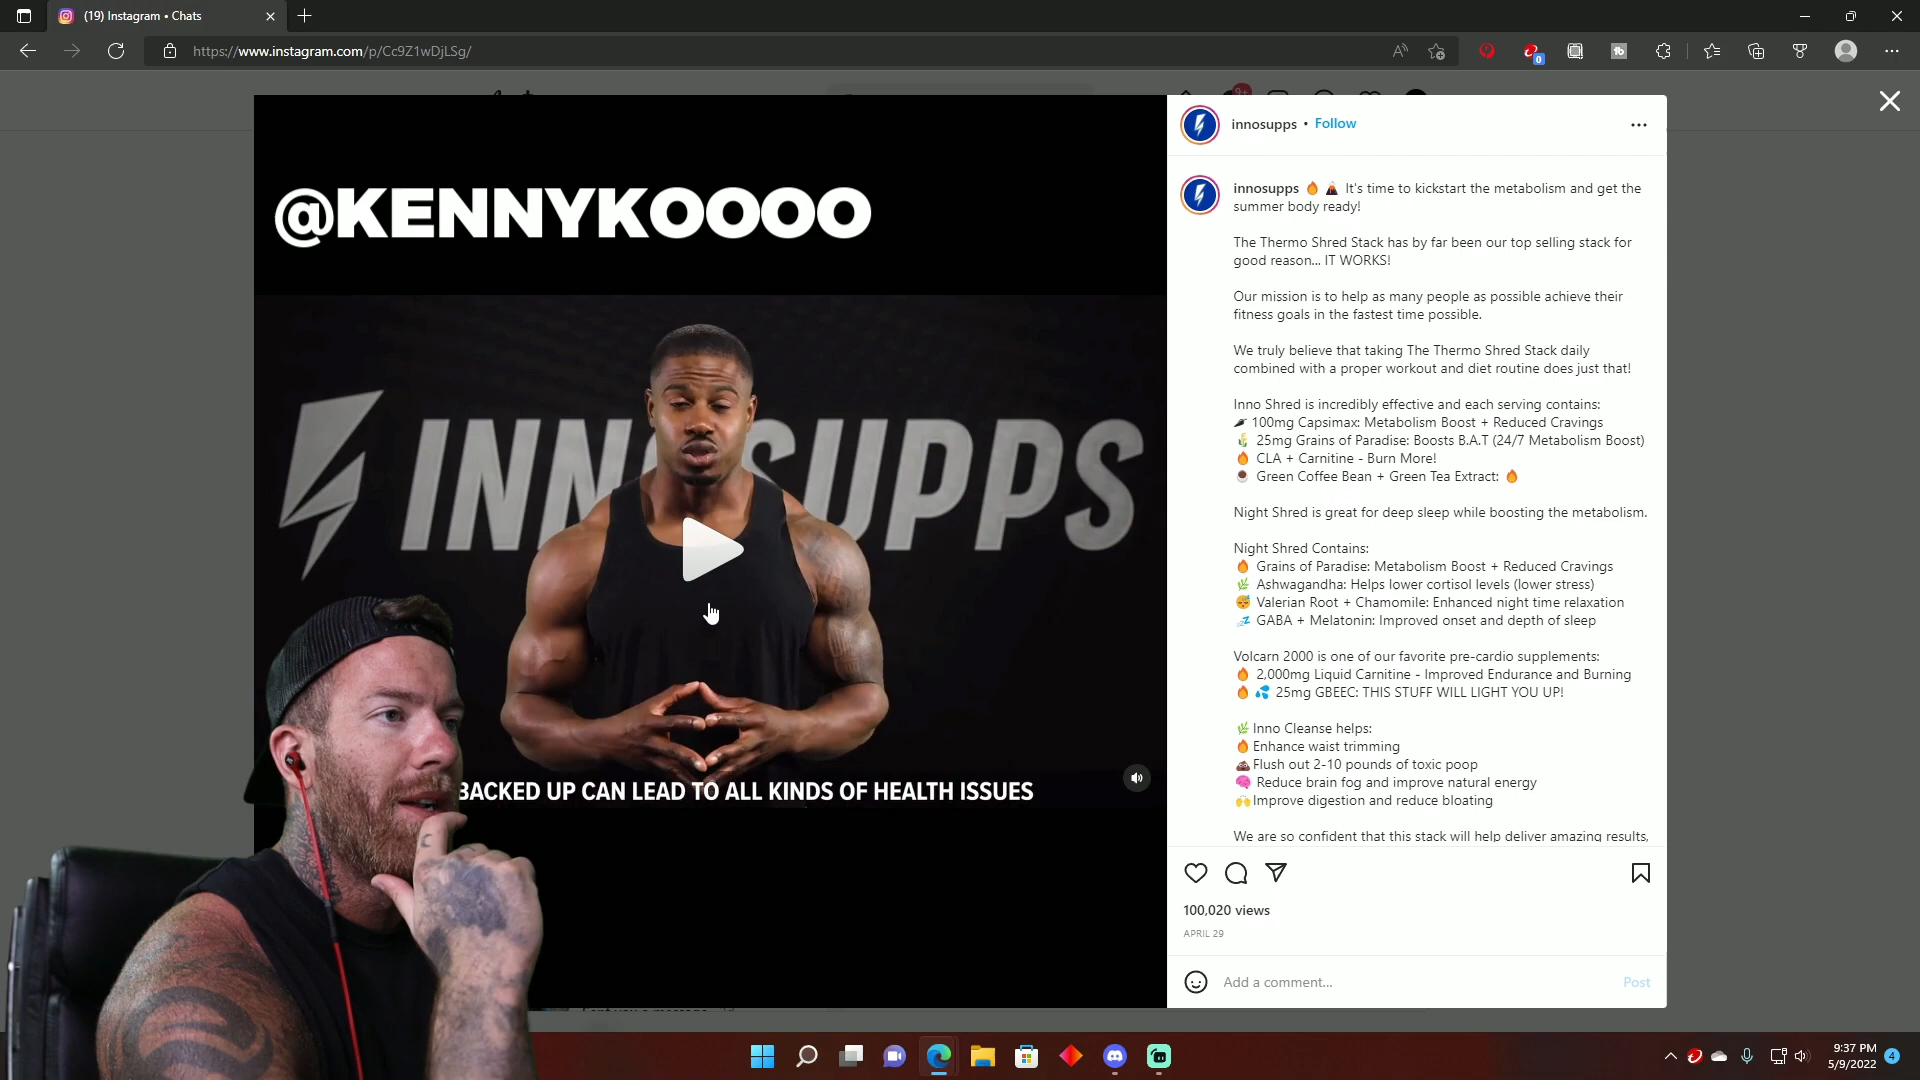 (19) Instagram • Chats
https://www.instagram.com/p/Cc9Z1wDjLSg/
@KENNYKOOOO
INNOSUPPS
BACKED UP CAN LEAD TO ALL KINDS OF HEALTH ISSUES
innosupps • Follow
innosupps 🔥 🌋 It's time to kickstart the metabolism and get the
summer body ready!
The Thermo Shred Stack has by far been our top selling stack for
good reason... IT WORKS!
Our mission is to help as many people as possible achieve their
fitness goals in the fastest time possible.
We truly believe that taking The Thermo Shred Stack daily
combined with a proper workout and diet routine does just that!
Inno Shred is incredibly effective and each serving contains:
🌶 100mg Capsimax: Metabolism Boost + Reduced Cravings
🌾 25mg Grains of Paradise: Boosts B.A.T (24/7 Metabolism Boost)
🔥 CLA + Carnitine - Burn More!
☕ Green Coffee Bean + Green Tea Extract: 🔥
Night Shred is great for deep sleep while boosting the metabolism.
Night Shred Contains:
🔥 Grains of Paradise: Metabolism Boost + Reduced Cravings
🌿 Ashwagandha: Helps lower cortisol levels (lower stress)
😴 Valerian Root + Chamomile: Enhanced night time relaxation
💤 GABA + Melatonin: Improved onset and depth of sleep
Volcarn 2000 is one of our favorite pre-cardio supplements:
🔥 2,000mg Liquid Carnitine - Improved Endurance and Burning
🔥 💦 25mg GBEEC: THIS STUFF WILL LIGHT YOU UP!
🌿 Inno Cleanse helps:
🔥 Enhance waist trimming
💩 Flush out 2-10 pounds of toxic poop
🧠 Reduce brain fog and improve natural energy
🙌 Improve digestion and reduce bloating
We are so confident that this stack will help deliver amazing results,
100,020 views
APRIL 29
Add a comment... Post
9:37 PM
5/9/2022
4